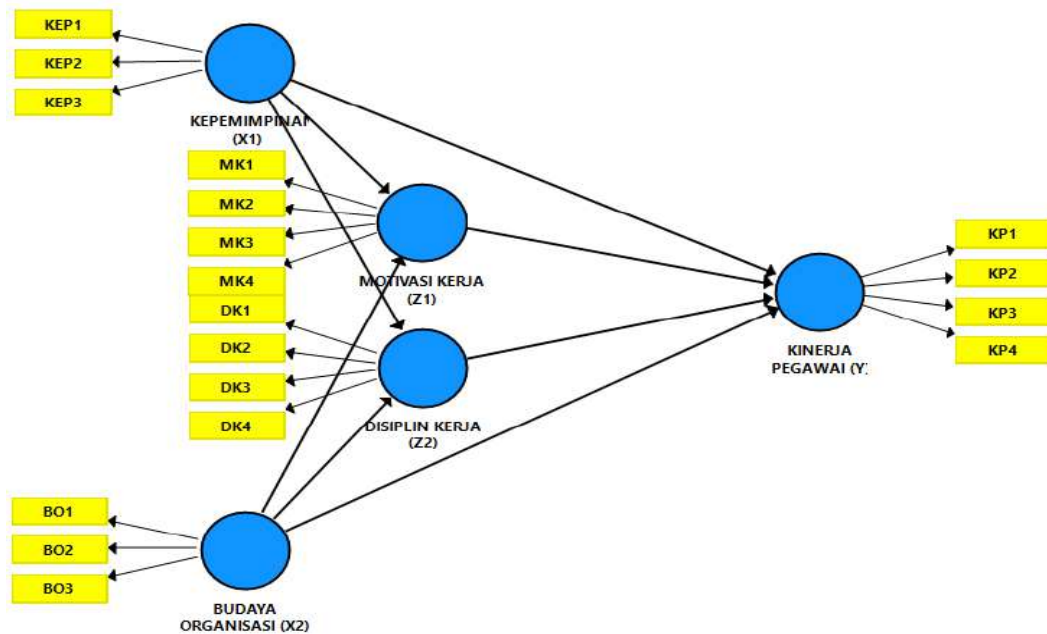 KEP1
KEP2
KEP3
KEPEMIMPINAN
(X1)
MK1
MK2
MK3
MK4
MOTIVASI KERJA
(Z1)
DK1
DK2
DK3
DK4
DISIPLIN KERJA
(Z2)
KP1
KP2
KP3
KP4
KINERJA
PEGAWAI (Y)
BO1
BO2
BO3
BUDAYA
ORGANISASI (X2)